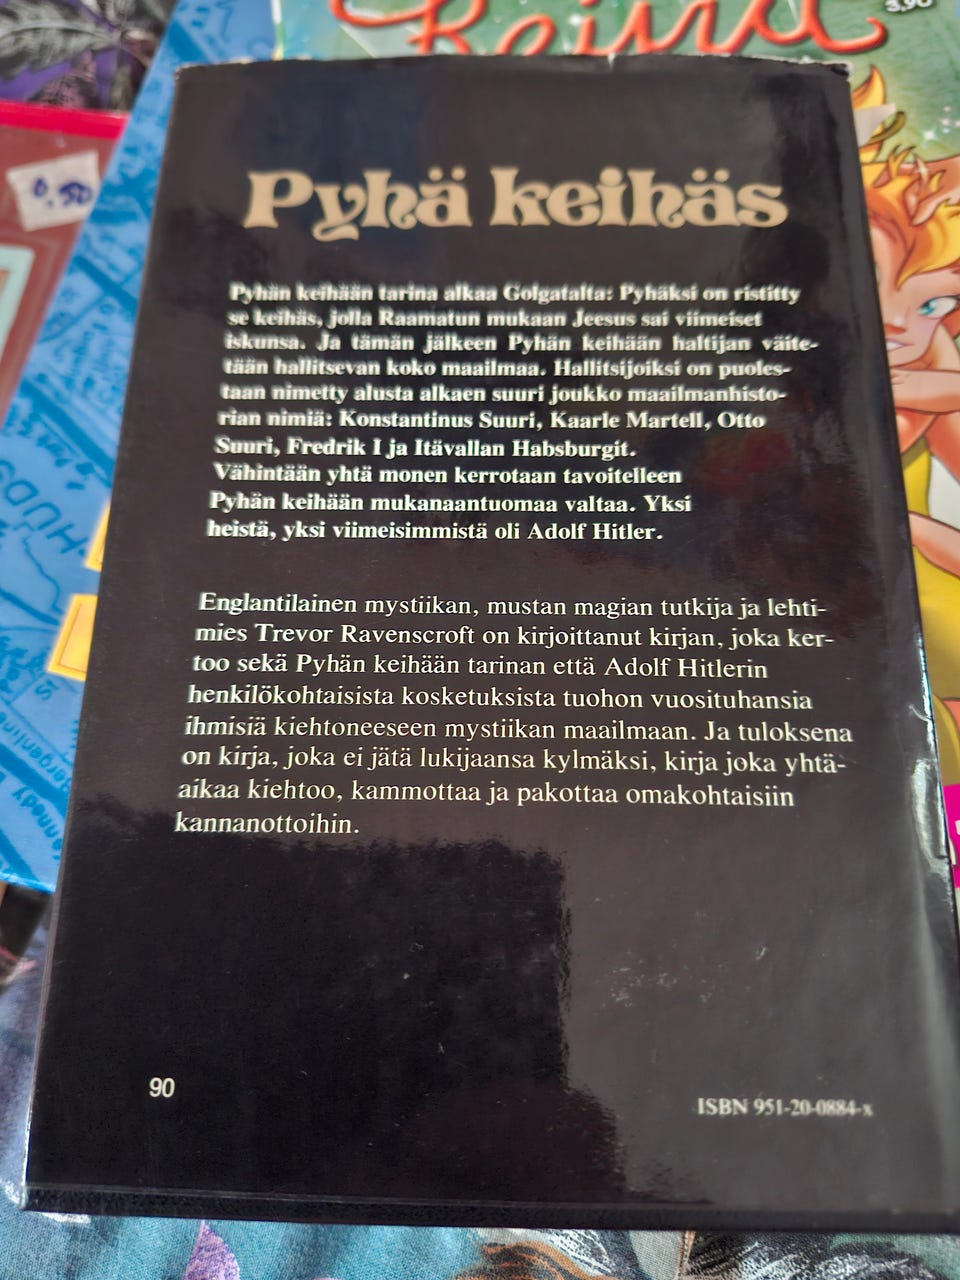 3,90
0,50
Pyhä keihäs
Pyhän keihään tarina alkaa Golgatalta: Pyhäksi on ristitty
se keihäs, jolla Raamatun mukaan Jeesus sai viimeiset
iskunsa. Ja tämän jälkeen Pyhän keihään haltijan väite-
tään hallitsevan koko maailmaa. Hallitsijoiksi on puoles-
taan nimetty alusta alkaen suuri joukko maailmanhisto-
rian nimiä: Konstantinus Suuri, Kaarle Martell, Otto
Suuri, Fredrik I ja Itävallan Habsburgit.
Vähintään yhtä monen kerrotaan tavoitelleen
Pyhän keihään mukanaantuomaa valtaa. Yksi
heistä, yksi viimeisimmistä oli Adolf Hitler.
Englantilainen mystiikan, mustan magian tutkija ja lehti-
mies Trevor Ravenscroft on kirjoittanut kirjan, joka ker-
too sekä Pyhän keihään tarinan että Adolf Hitlerin
henkilökohtaisista kosketuksista tuohon vuosituhansia
ihmisiä kiehtoneeseen mystiikan maailmaan. Ja tuloksena
on kirja, joka ei jätä lukijaansa kylmäksi, kirja joka yhtä-
aikaa kiehtoo, kammottaa ja pakottaa omakohtaisiin
kannanottoihin.
90
ISBN 951-20-0884-x